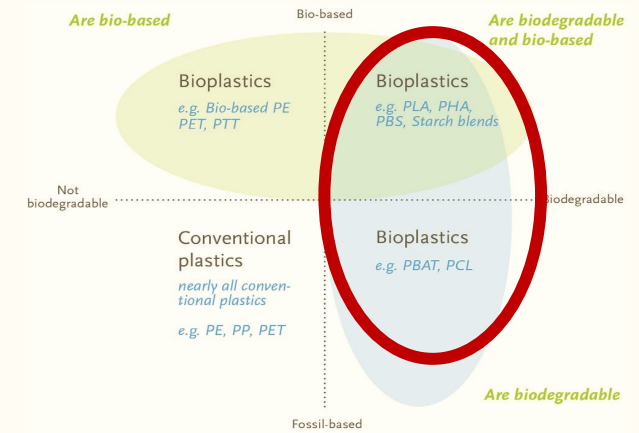 Bio-based
Are bio-based
Are biodegradable
and bio-based
Bioplastics
e.g. Bio-based PE
PET, PTT
Bioplastics
e.g. PLA, PHA,
PBS, Starch blends
Not
biodegradable
Biodegradable
Conventional
plastics
nearly all conven-
tional plastics
e.g. PE, PP, PET
Bioplastics
e.g. PBAT, PCL
Are biodegradable
Fossil-based